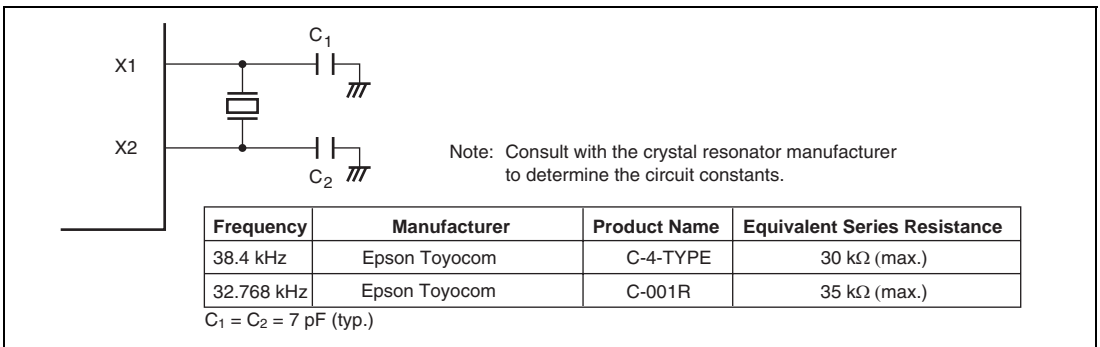 C1
X1
X2
C2
Note: Consult with the crystal resonator manufacturer
to determine the circuit constants.
Frequency Manufacturer Product Name Equivalent Series Resistance
38.4 kHz Epson Toyocom C-4-TYPE 30 kΩ (max.)
32.768 kHz Epson Toyocom C-001R 35 kΩ (max.)
C1 = C2 = 7 pF (typ.)